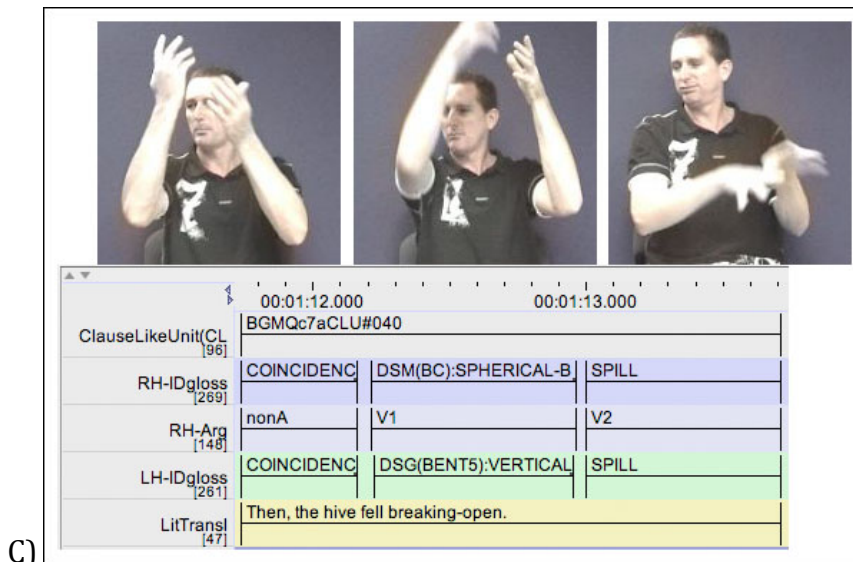 00:01:12.000 00:01:13.000
ClauseLikeUnit(CL BGMQc7aCLU#040
[96]
RH-IDgloss COINCIDENC DSM(BC):SPHERICAL-B SPILL
[269]
RH-Arg nonA V1 V2
[148]
LH-IDgloss COINCIDENC DSG(BENT5):VERTICAL SPILL
[261]
LitTransl Then, the hive fell breaking-open.
[47]
C)